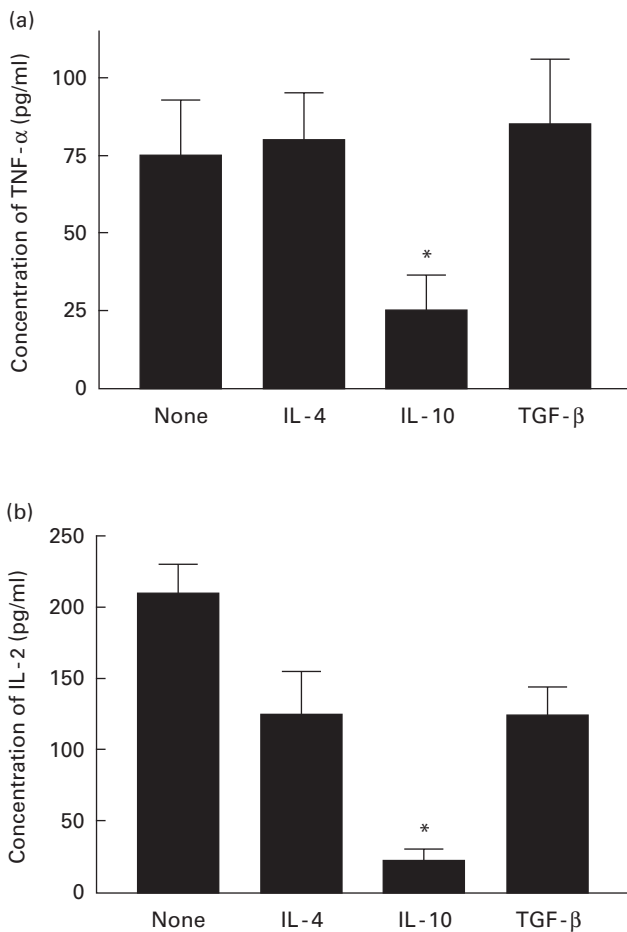 (a)
Concentration of TNF-α (pg/ml)
100
75
50
25
0
*
None IL-4 IL-10 TGF-β
(b)
Concentration of IL-2 (pg/ml)
250
200
150
100
50
0
*
None IL-4 IL-10 TGF-β